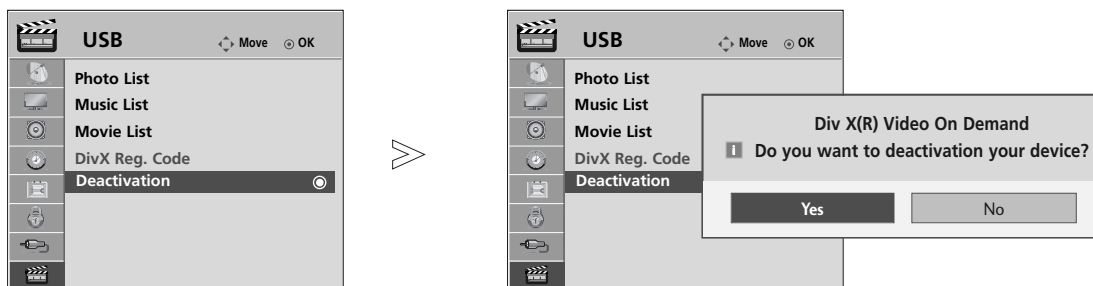 USB Move OK
Photo List
Music List
Movie List
DivX Reg. Code
Deactivation
USB Move OK
Photo List
Music List
Movie List
DivX Reg. Code
Deactivation
Div X(R) Video On Demand
i Do you want to deactivation your device?
Yes No